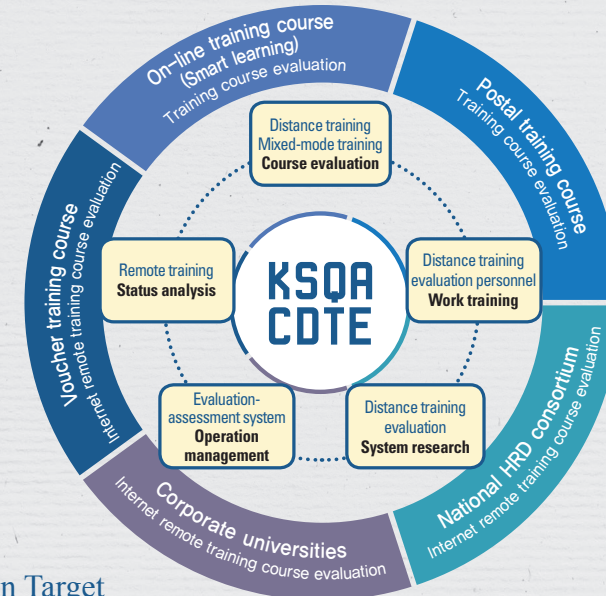 On-line training course
(Smart learning)
Training course evaluation
Postal training course
Training course evaluation
Distance training
Mixed-mode training
Course evaluation
Voucher training course
Internet remote training course evaluation
Remote training
Status analysis
KSQA
CDTE
Distance training
evaluation personnel
Work training
Evaluation-
assessment system
Operation
management
Distance training
evaluation
System research
National HRD consortium
Internet remote training course evaluation
Corporate universities
Internet remote training course evaluation
n Target